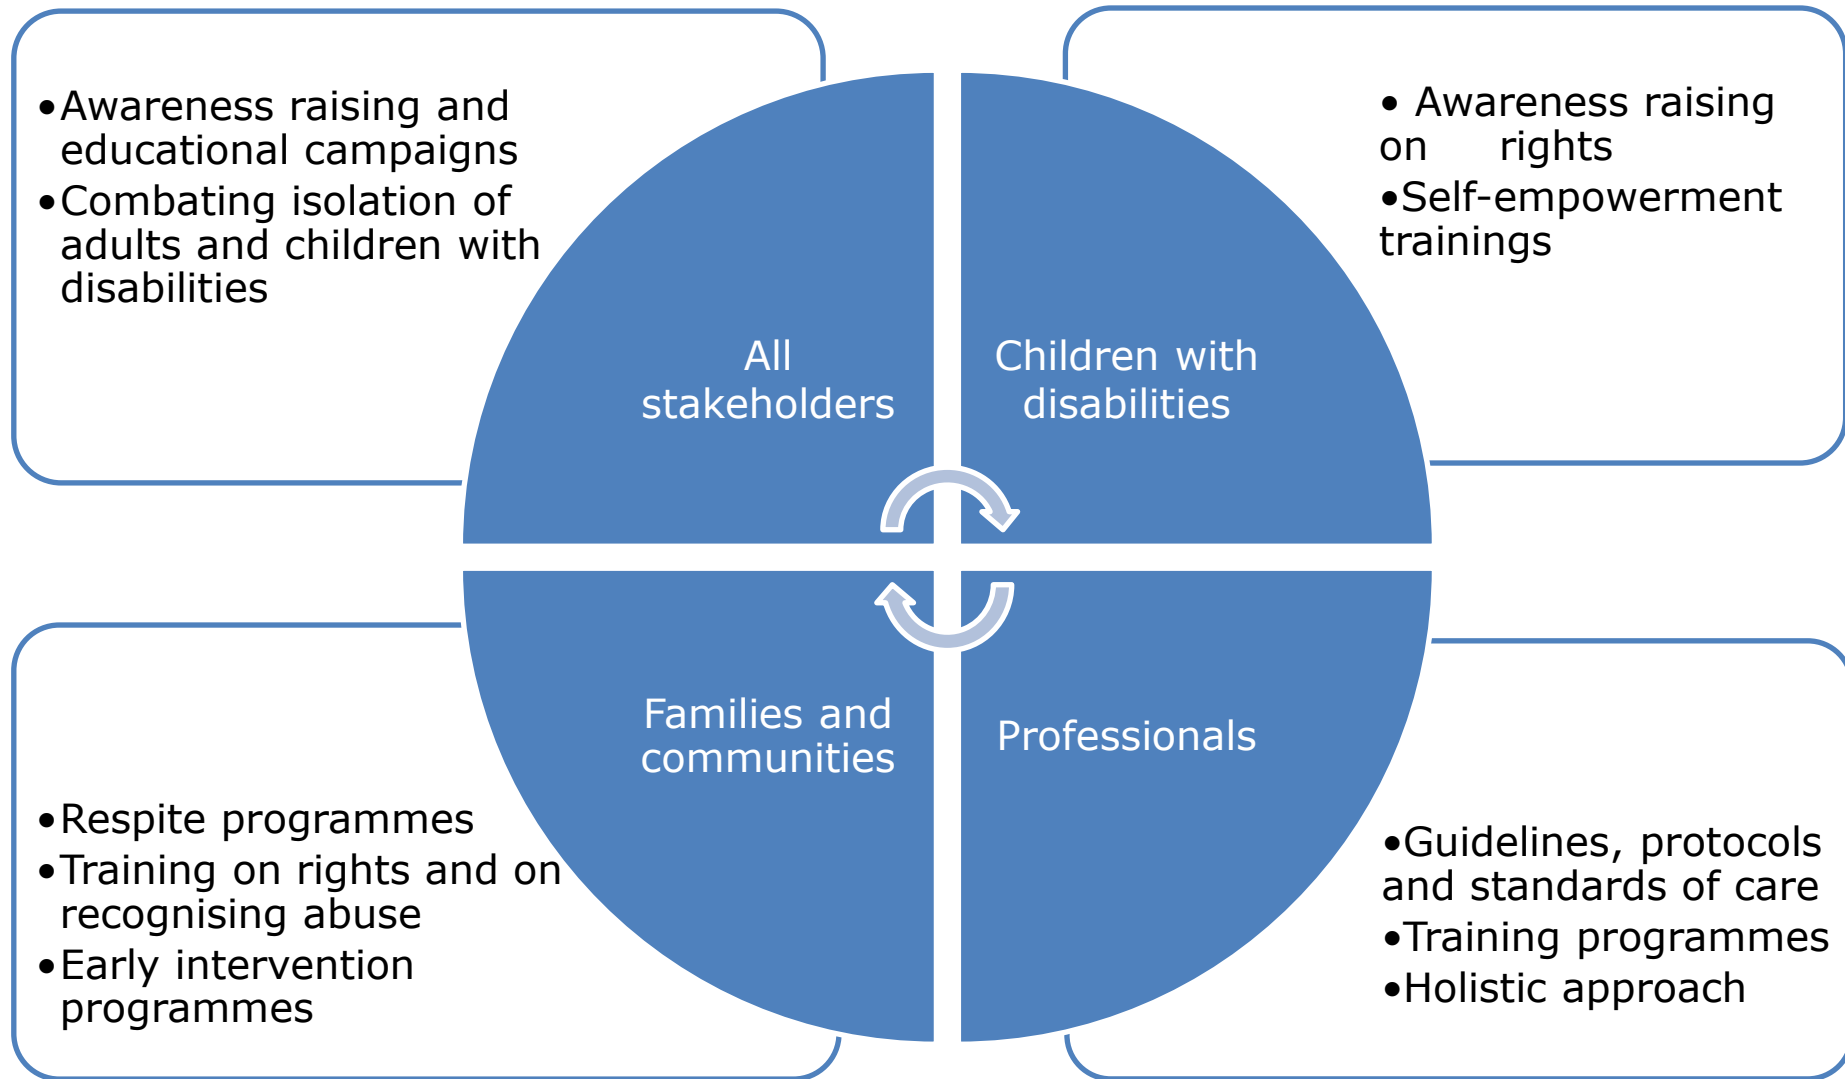 •Awareness raising and
educational campaigns
•Combating isolation of
adults and children with
disabilities
• Awareness raising
on rights
•Self-empowerment
trainings
All
stakeholders
Children with
disabilities
Families and
communities
Professionals
•Respite programmes
•Training on rights and on
recognising abuse
•Early intervention
programmes
•Guidelines, protocols
and standards of care
•Training programmes
•Holistic approach